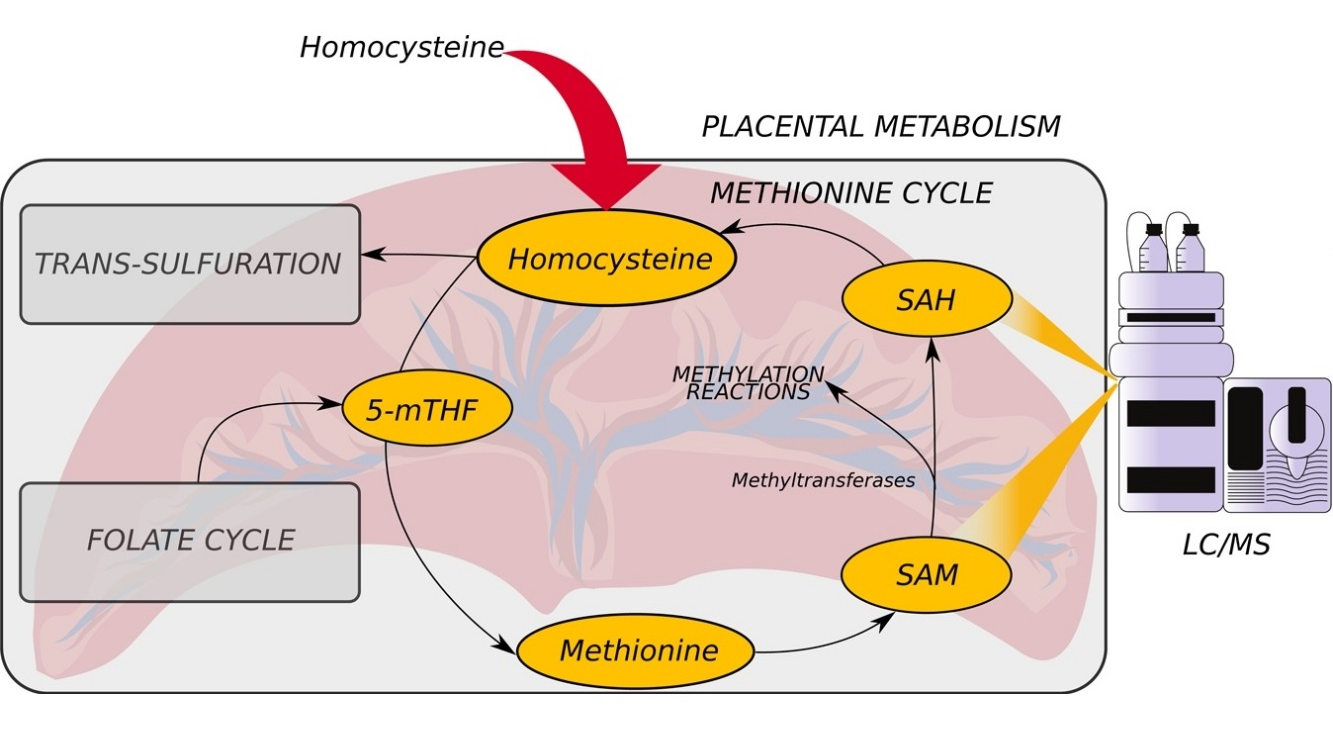 Homocysteine
PLACENTAL METABOLISM
METHIONINE CYCLE
TRANS-SULFURATION
Homocysteine
SAH
METHYLATION
REACTIONS
5-mTHF
Methyltransferases
FOLATE CYCLE
SAM
LC/MS
Methionine